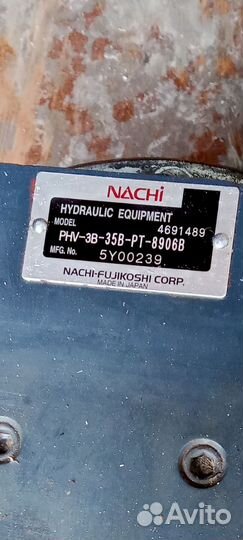 NACHi
HYDRAULIC EQUIPMENT
MODEL 4691489
PHV-3B-35B-PT-8906B
MFG. No. 5Y00239
NACHI-FUJIKOSHI CORP.
MADE IN JAPAN
Avito